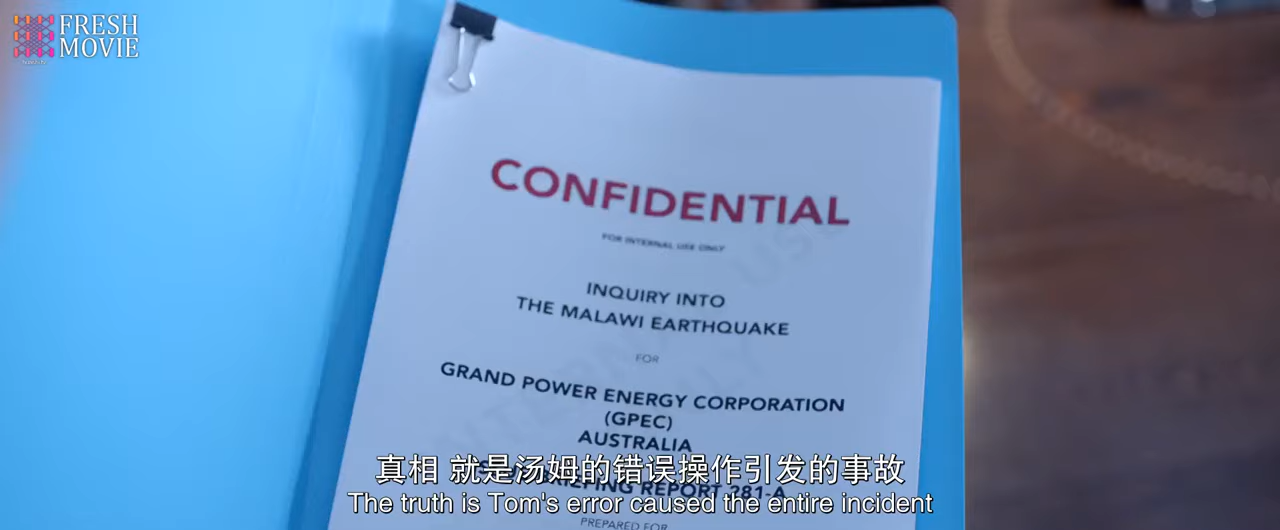 FRESH
MOVIE
CONFIDENTIAL
FOR INTERNAL USE ONLY
INQUIRY INTO
THE MALAWI EARTHQUAKE
FOR
GRAND POWER ENERGY CORPORATION
(GPEC)
AUSTRALIA
REPORT 281-A
真相 就是汤姆的错误操作引发的事故
The truth is Tom's error caused the entire incident
PREPARED FOR